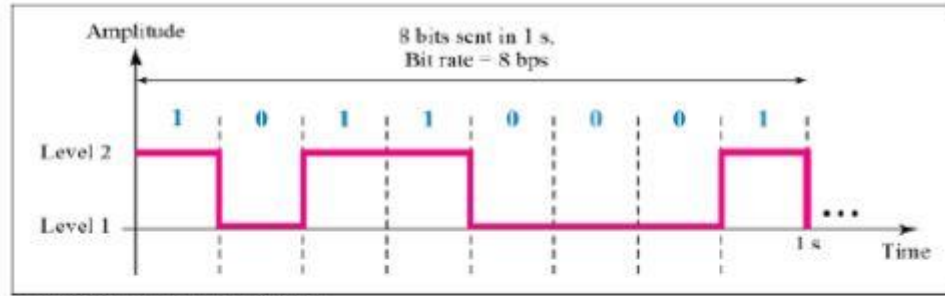 Amplitude
8 bits sent in 1 s,
Bit rate = 8 bps
1 0 1 1 0 0 0 1
Level 2
Level 1
...
1 s
Time